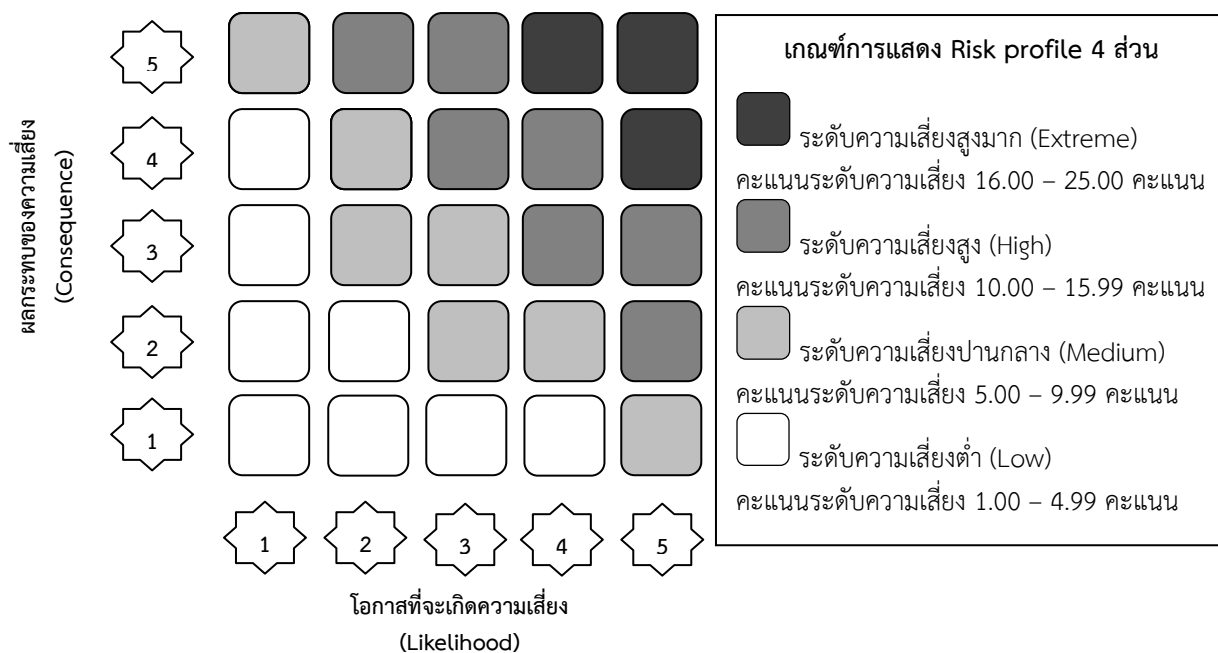 ผลกระทบของความเสี่ยง
(Consequence)
5
4
3
2
1
1 2 3 4 5
โอกาสที่จะเกิดความเสี่ยง
(Likelihood)
เกณฑ์การแสดง Risk profile 4 ส่วน
ระดับความเสี่ยงสูงมาก (Extreme)
คะแนนระดับความเสี่ยง 16.00 – 25.00 คะแนน
ระดับความเสี่ยงสูง (High)
คะแนนระดับความเสี่ยง 10.00 – 15.99 คะแนน
ระดับความเสี่ยงปานกลาง (Medium)
คะแนนระดับความเสี่ยง 5.00 – 9.99 คะแนน
ระดับความเสี่ยงต่ำ (Low)
คะแนนระดับความเสี่ยง 1.00 – 4.99 คะแนน